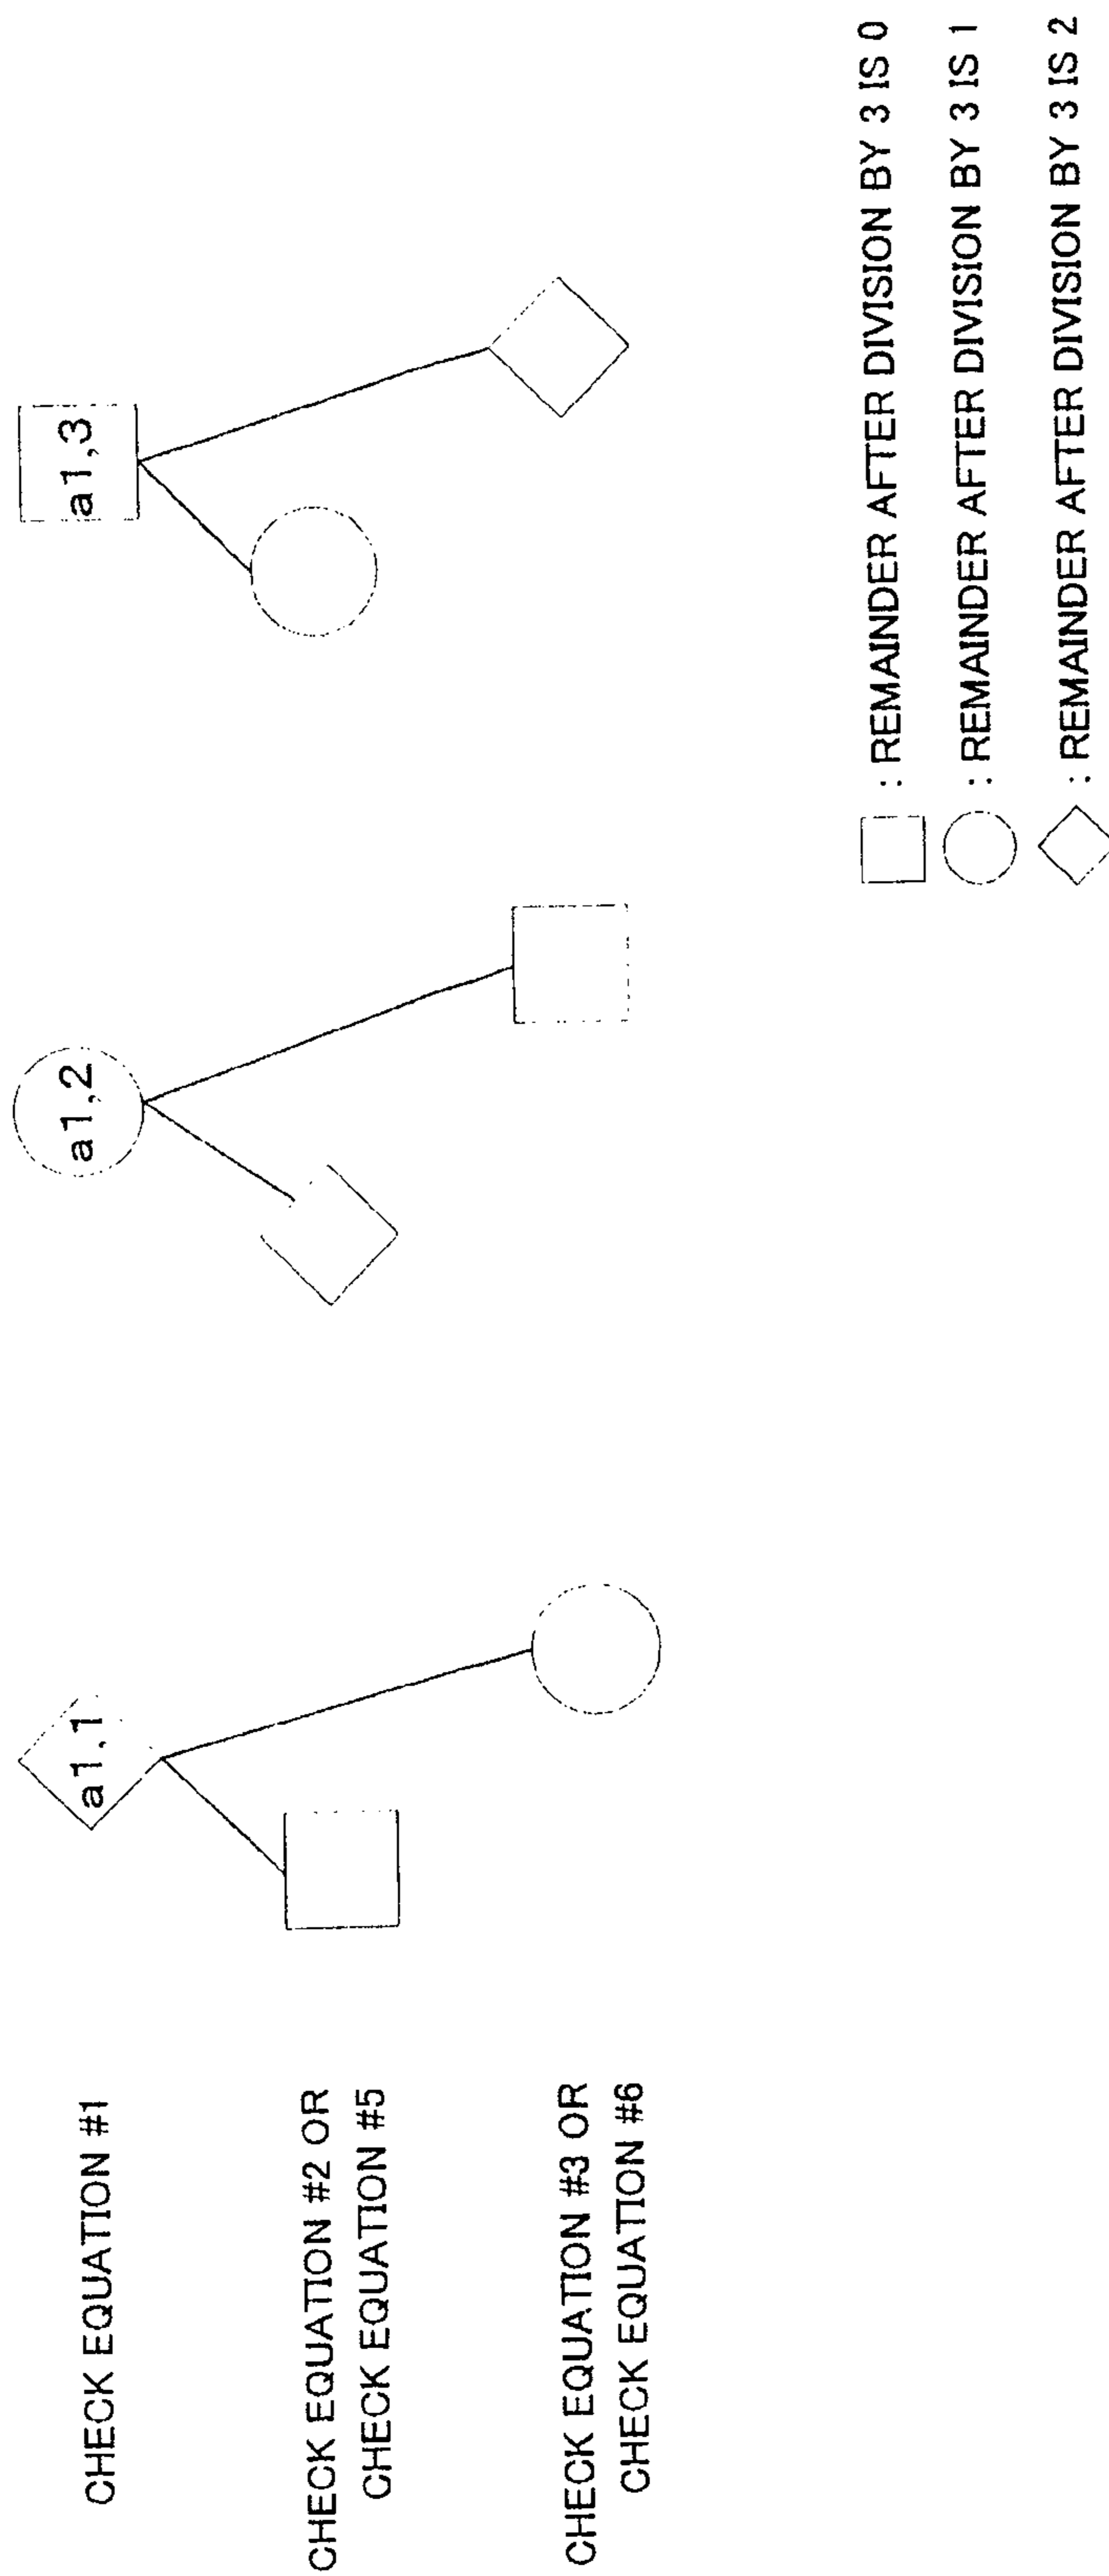 CHECK EQUATION #1
a1,1
a1,2
a1,3
CHECK EQUATION #2 OR
CHECK EQUATION #5
CHECK EQUATION #3 OR
CHECK EQUATION #6
: REMAINDER AFTER DIVISION BY 3 IS 0
: REMAINDER AFTER DIVISION BY 3 IS 1
: REMAINDER AFTER DIVISION BY 3 IS 2